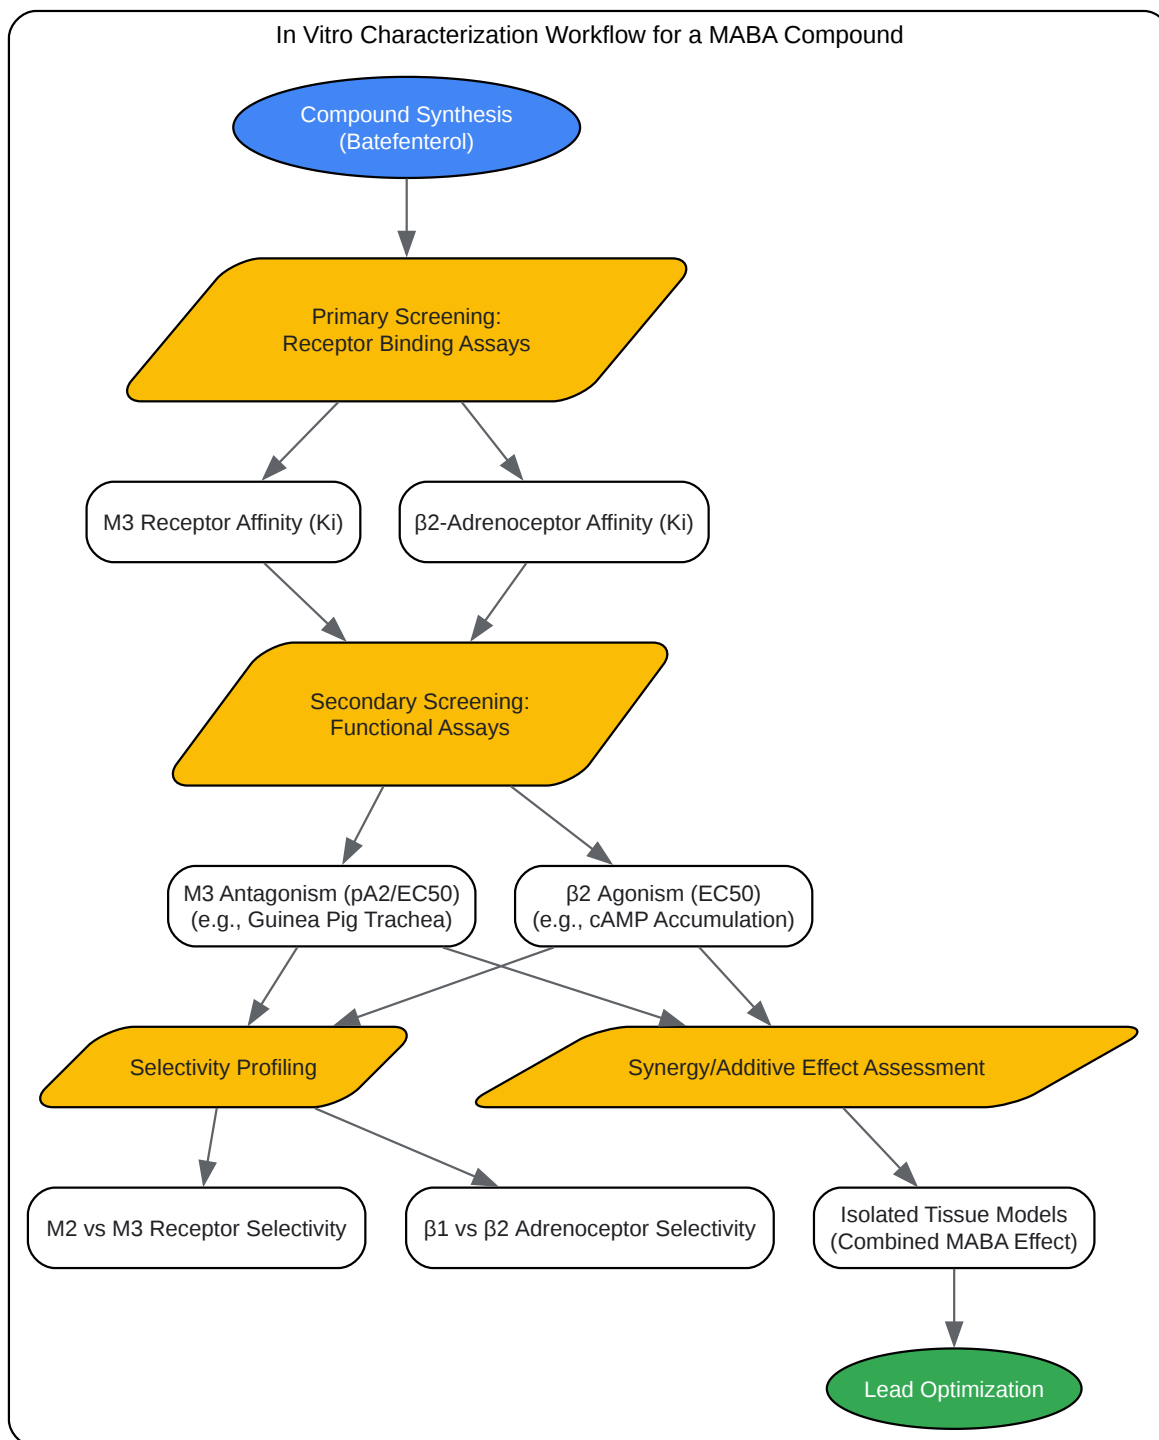 In Vitro Characterization Workflow for a MABA Compound
Compound Synthesis
(Batefenterol)
Primary Screening:
Receptor Binding Assays
M3 Receptor Affinity (Ki)
β2-Adrenoceptor Affinity (Ki)
Secondary Screening:
Functional Assays
M3 Antagonism (pA2/EC50)
(e.g., Guinea Pig Trachea)
β2 Agonism (EC50)
(e.g., cAMP Accumulation)
Selectivity Profiling
Synergy/Additive Effect Assessment
M2 vs M3 Receptor Selectivity
β1 vs β2 Adrenoceptor Selectivity
Isolated Tissue Models
(Combined MABA Effect)
Lead Optimization